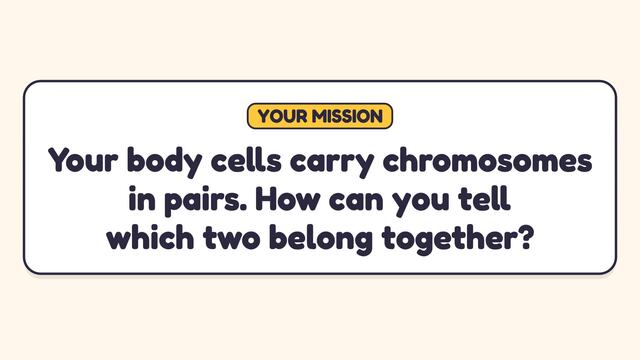 YOUR MISSION
Your body cells carry chromosomes
in pairs. How can you tell
which two belong together?